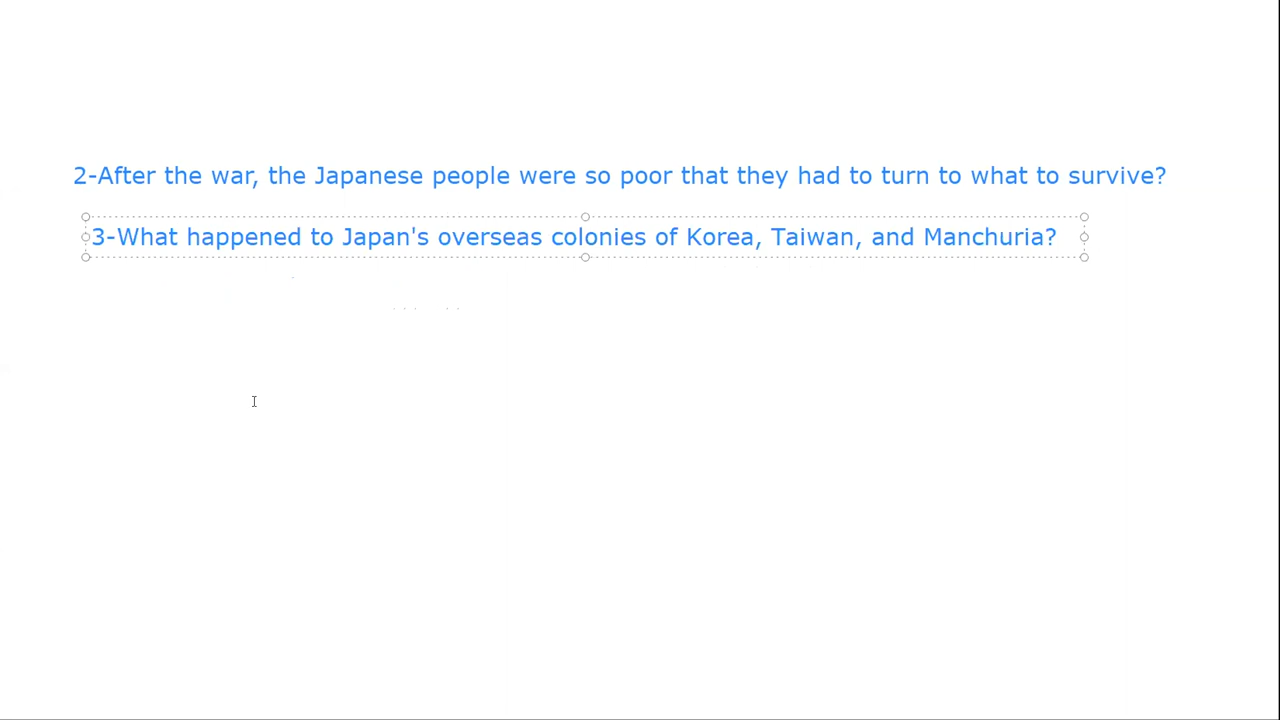 2-After the war, the Japanese people were so poor that they had to turn to what to survive?
3-What happened to Japan's overseas colonies of Korea, Taiwan, and Manchuria?